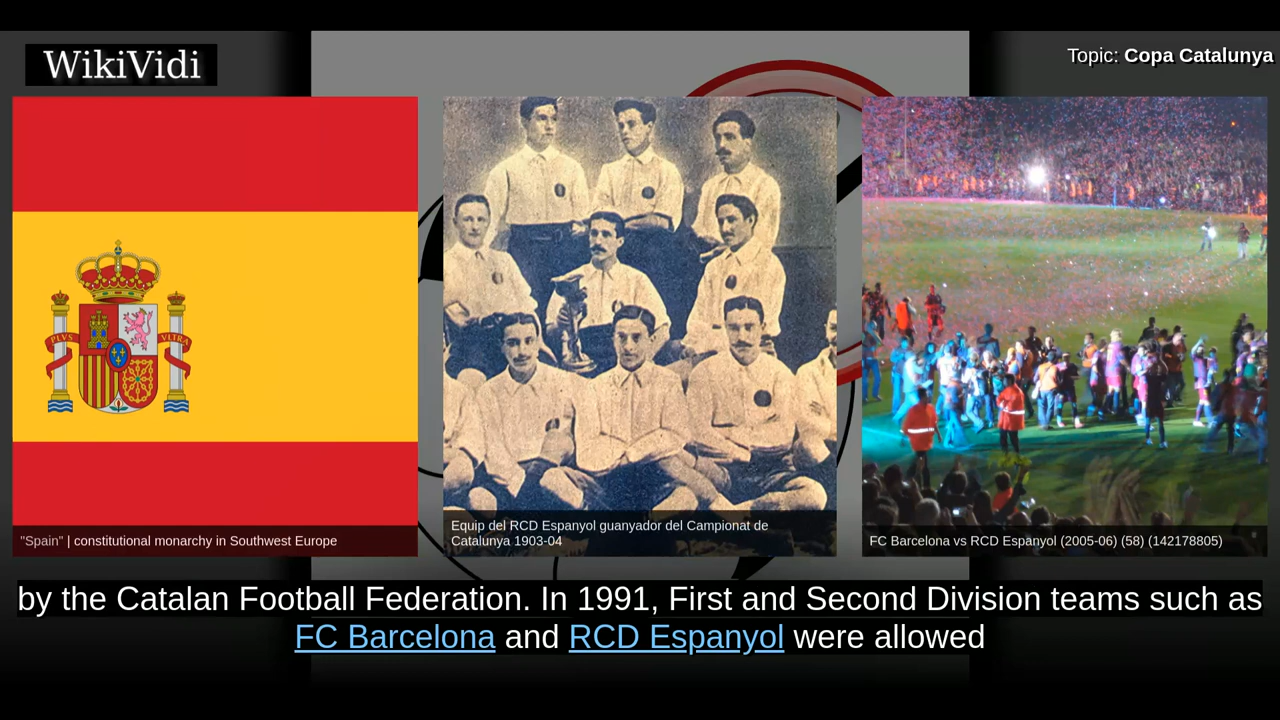 WikiVidi
Topic: Copa Catalunya
PLVS VLTRA
"Spain" | constitutional monarchy in Southwest Europe
Equip del RCD Espanyol guanyador del Campionat de
Catalunya 1903-04
FC Barcelona vs RCD Espanyol (2005-06) (58) (142178805)
by the Catalan Football Federation. In 1991, First and Second Division teams such as
FC Barcelona and RCD Espanyol were allowed